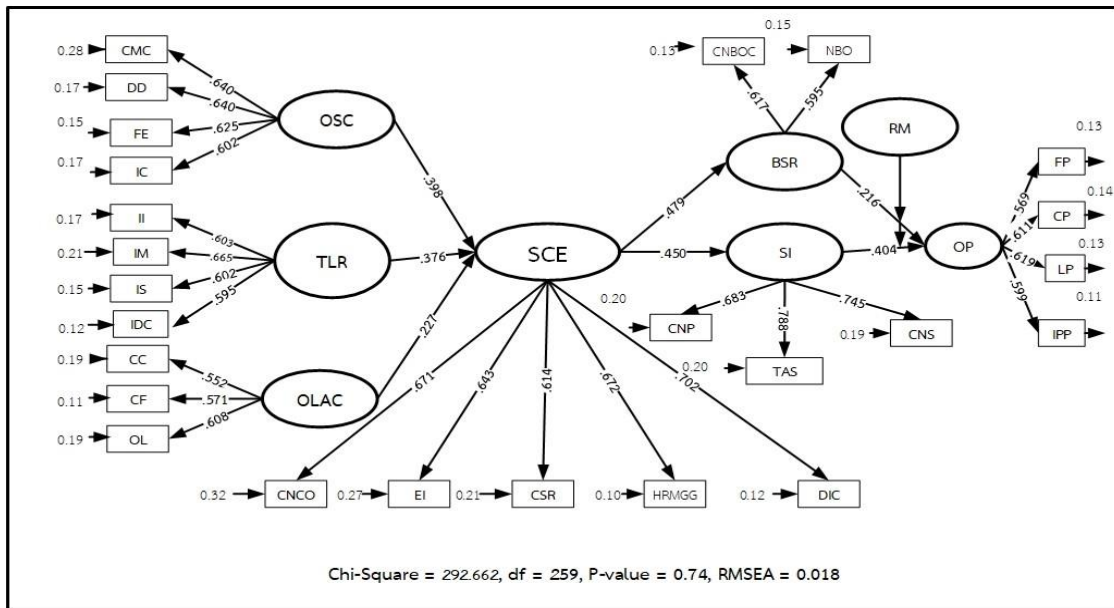 0.28
CMC
0.17
DD
0.15
FE
0.17
IC
.640
.640
.625
.602
OSC
0.17
II
0.21
IM
0.15
IS
0.12
IDC
.603
.665
.602
.595
TLR
0.19
CC
0.11
CF
0.19
OL
.552
.571
.608
OLAC
.398
.376
.227
SCE
.671
.643
.614
.672
.702
0.32
CNCO
0.27
EI
0.21
CSR
0.10
HRMGG
0.12
DIC
.479
.450
0.13
CNBOC
0.15
NBO
.617
.595
BSR
RM
.216
SI
.404
.683
.788
.745
0.20
CNP
0.20
TAS
0.19
CNS
OP
.569
.611
.619
.599
0.13
FP
0.14
CP
0.13
LP
0.11
IPP
Chi-Square = 292.662, df = 259, P-value = 0.74, RMSEA = 0.018